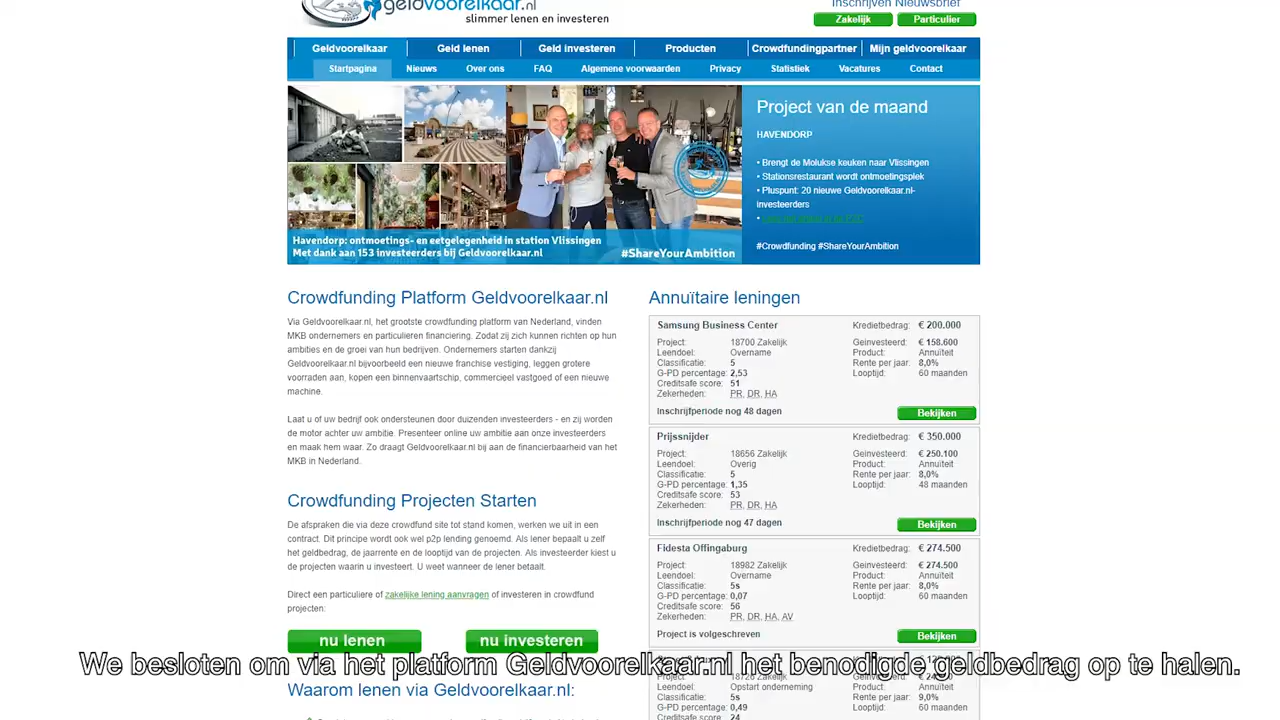 geldvoorelkaar.nl
slimmer lenen en investeren
Inschrijven Nieuwsbrief
Zakelijk
Particulier
Geldvoorelkaar
Geld lenen
Geld investeren
Producten
Crowdfundingpartner
Mijn geldvoorelkaar
Startpagina
Nieuws
Over ons
FAQ
Algemene voorwaarden
Privacy
Statistiek
Vacatures
Contact
Havendorp: ontmoetings- en eetgelegenheid in station Vlissingen
Met dank aan 153 investeerders bij Geldvoorelkaar.nl
#ShareYourAmbition
Project van de maand
HAVENDORP
• Brengt de Molukse keuken naar Vlissingen
• Stationsrestaurant wordt ontmoetingsplek
• Pluspunt: 20 nieuwe Geldvoorelkaar.nl-
investeerders
#Crowdfunding #ShareYourAmbition
Crowdfunding Platform Geldvoorelkaar.nl
Via Geldvoorelkaar.nl, het grootste crowdfunding platform van Nederland, vinden
MKB ondernemers en particulieren financiering. Zodat zij zich kunnen richten op hun
ambities en de groei van hun bedrijven. Ondernemers starten dankzij
Geldvoorelkaar.nl bijvoorbeeld een nieuwe franchise vestiging, leggen grotere
voorraden aan, kopen een binnenvaartschip, commercieel vastgoed of een nieuwe
machine.
Laat u of uw bedrijf ook ondersteunen door duizenden investeerders - en zij worden
de motor achter uw ambitie. Presenteer online uw ambitie aan onze investeerders
en maak hem waar. Zo draagt Geldvoorelkaar.nl bij aan de financierbaarheid van het
MKB in Nederland.
Crowdfunding Projecten Starten
De afspraken die via deze crowdfund site tot stand komen, werken we uit in een
contract. Dit principe wordt ook wel p2p lending genoemd. Als lener bepaalt u zelf
het geldbedrag, de jaarrente en de looptijd van de projecten. Als investeerder kiest u
de projecten waarin u investeert. U weet wanneer de lener betaalt.
Direct een particuliere of zakelijke lening aanvragen of investeren in crowdfund
projecten:
nu lenen
nu investeren
Waarom lenen via Geldvoorelkaar.nl:
Annuïtaire leningen
Samsung Business Center Kredietbedrag: € 200.000
Project: 18700 Zakelijk Geinvesteerd: € 158.600
Leendoel: Overname Product: Annuïteit
Classificatie: 5 Rente per jaar: 8,0%
G-PD percentage: 2,53 Looptijd: 60 maanden
Creditsafe score: 51
Zekerheden: PR, DR, HA
Inschrijfperiode nog 48 dagen Bekijken
Prijssnijder Kredietbedrag: € 350.000
Project: 18656 Zakelijk Geinvesteerd: € 250.100
Leendoel: Overig Product: Annuïteit
Classificatie: 5 Rente per jaar: 8,0%
G-PD percentage: 1,35 Looptijd: 48 maanden
Creditsafe score: 53
Zekerheden: PR, DR, HA
Inschrijfperiode nog 47 dagen Bekijken
Fidesta Offingaburg Kredietbedrag: € 274.500
Project: 18982 Zakelijk Geinvesteerd: € 274.500
Leendoel: Overname Product: Annuïteit
Classificatie: 5s Rente per jaar: 8,0%
G-PD percentage: 0,07 Looptijd: 60 maanden
Creditsafe score: 56
Zekerheden: PR, DR, HA, AV
Project is volgeschreven Bekijken
18726 Zakelijk
Leendoel: Opstart onderneming Product: Annuïteit
Classificatie: 5s Rente per jaar: 9,0%
G-PD percentage: 0,49 Looptijd: 60 maanden
Creditsafe score: 24
We besloten om via het platform Geldvoorelkaar.nl het benodigde geldbedrag op te halen.